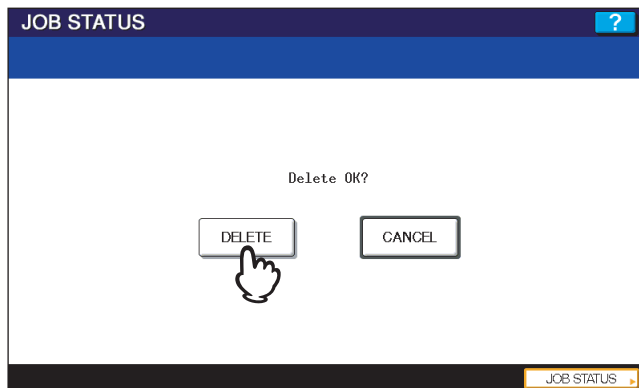 JOB STATUS ?
Delete OK?
DELETE CANCEL
JOB STATUS